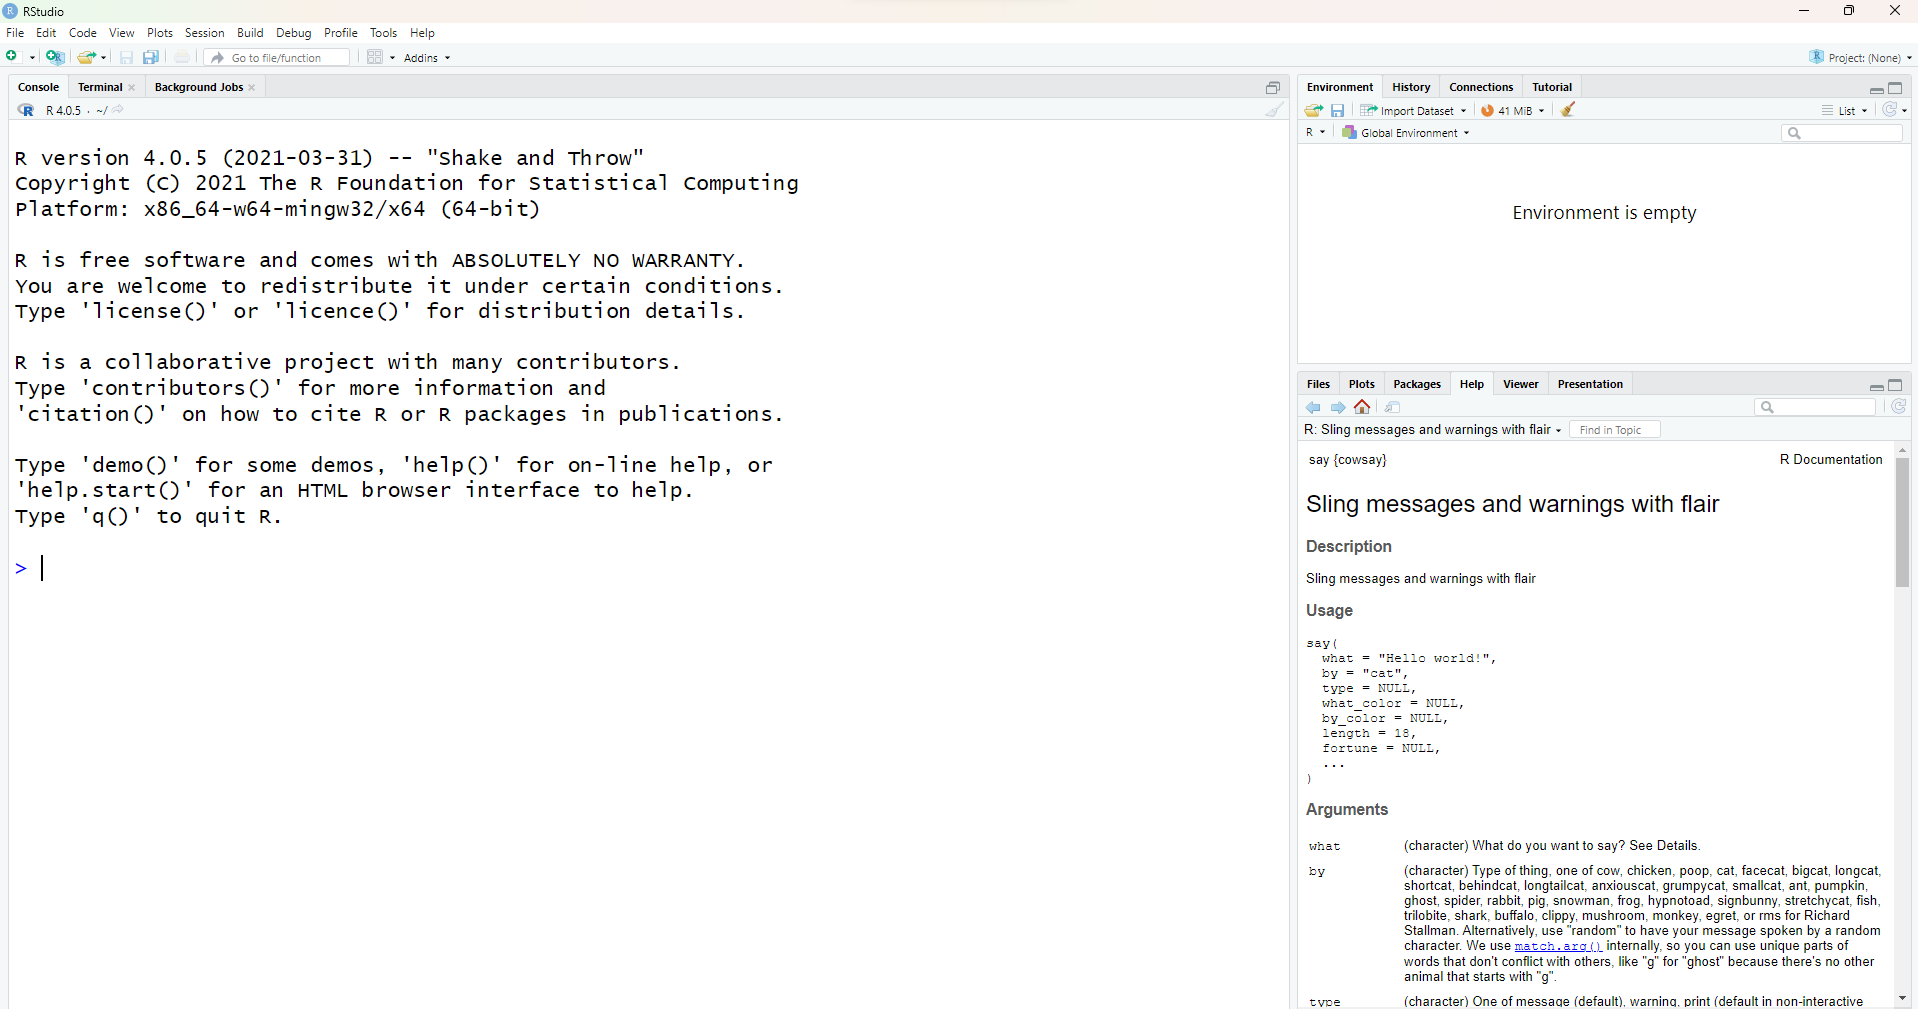 RStudio
File Edit Code View Plots Session Build Debug Profile Tools Help
Go to file/function Addins Project: (None)
Console Terminal Background Jobs
R 4.0.5 · ~/
R version 4.0.5 (2021-03-31) -- "Shake and Throw"
Copyright (C) 2021 The R Foundation for Statistical Computing
Platform: x86_64-w64-mingw32/x64 (64-bit)
R is free software and comes with ABSOLUTELY NO WARRANTY.
You are welcome to redistribute it under certain conditions.
Type 'license()' or 'licence()' for distribution details.
R is a collaborative project with many contributors.
Type 'contributors()' for more information and
'citation()' on how to cite R or R packages in publications.
Type 'demo()' for some demos, 'help()' for on-line help, or
'help.start()' for an HTML browser interface to help.
Type 'q()' to quit R.
>
Environment History Connections Tutorial
Import Dataset 41 MiB List
R Global Environment
Environment is empty
Files Plots Packages Help Viewer Presentation
R: Sling messages and warnings with flair Find in Topic
say {cowsay} R Documentation
Sling messages and warnings with flair
Description
Sling messages and warnings with flair
Usage
say(
what = "Hello world!",
by = "cat",
type = NULL,
what_color = NULL,
by_color = NULL,
length = 18,
fortune = NULL,
...
)
Arguments
what (character) What do you want to say? See Details.
by (character) Type of thing, one of cow, chicken, poop, cat, facecat, bigcat, longcat,
shortcat, behindcat, longtailcat, anxiouscat, grumpycat, smallcat, ant, pumpkin,
ghost, spider, rabbit, pig, snowman, frog, hypnotoad, signbunny, stretchycat, fish,
trilobite, shark, buffalo, clippy, mushroom, monkey, egret, or rms for Richard
Stallman. Alternatively, use "random" to have your message spoken by a random
character. We use match.arg() internally, so you can use unique parts of
words that don't conflict with others, like "g" for "ghost" because there's no other
animal that starts with "g".
type (character) One of message (default), warning, print (default in non-interactive